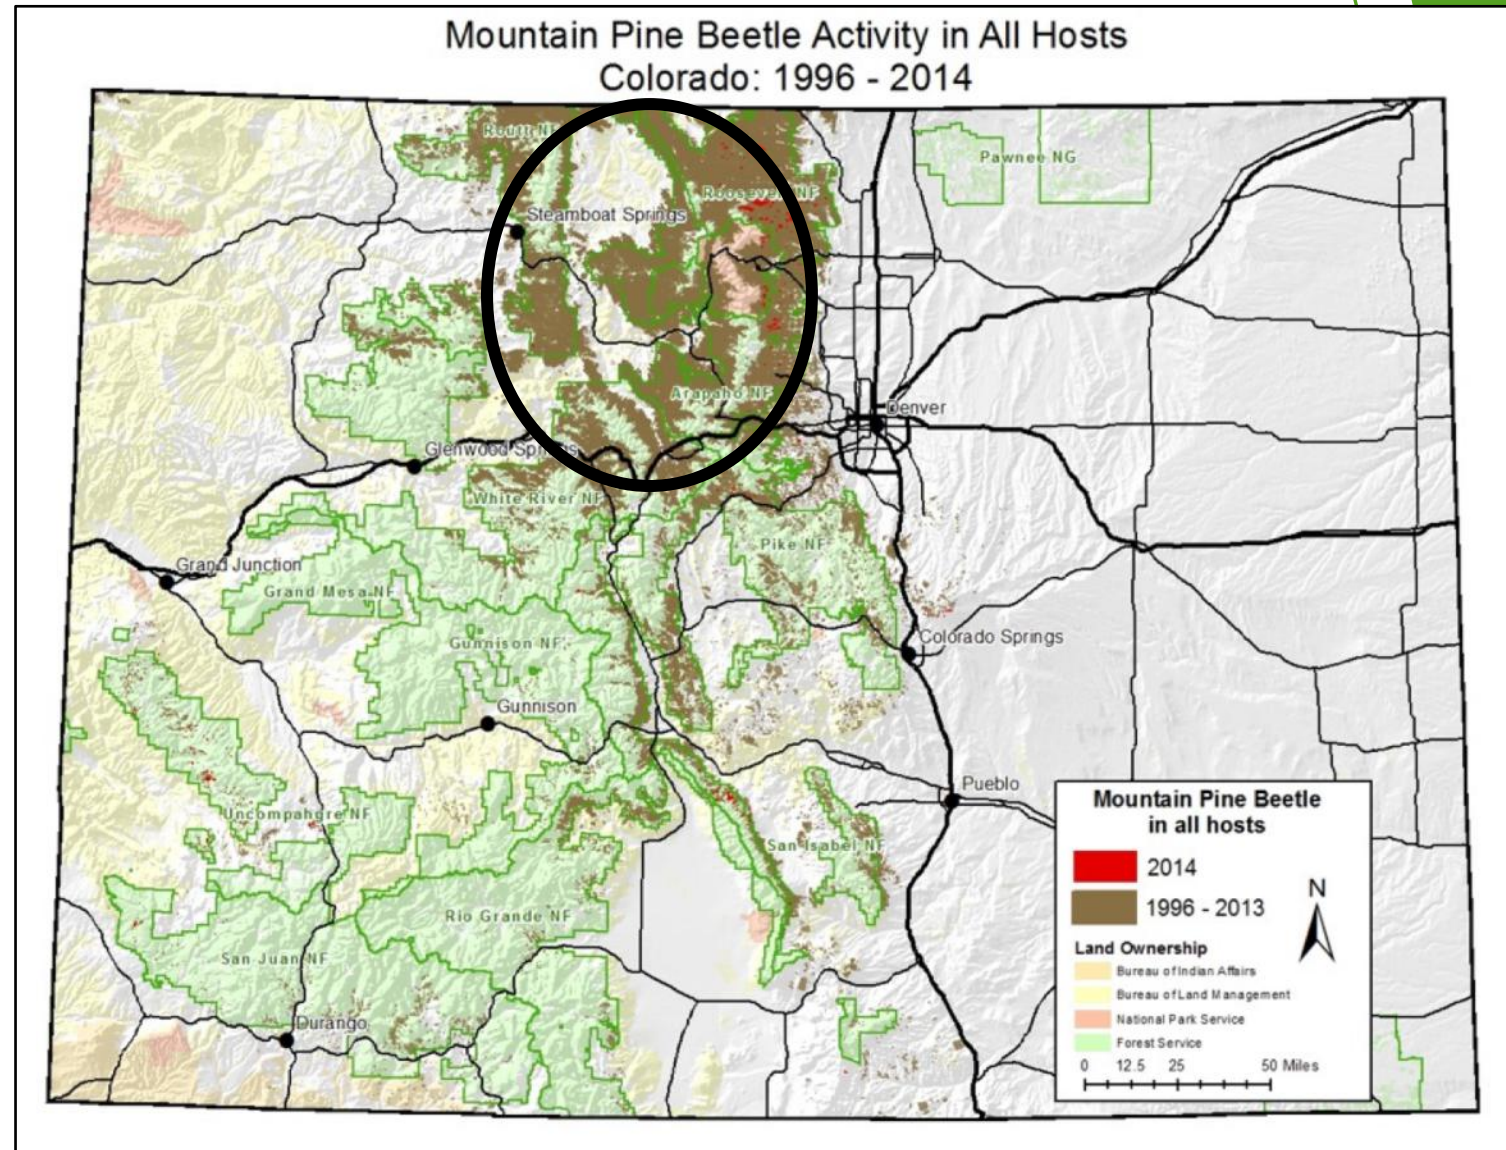 Mountain Pine Beetle Activity in All Hosts
Colorado: 1996 - 2014
Routt NF
Pawnee NG
Roosevelt NF
Steamboat Springs
Arapaho NF
Denver
Glenwood Springs
White River NF
Pike NF
Grand Junction
Grand Mesa NF
Gunnison NF
Colorado Springs
Gunnison
Pueblo
Uncompahgre NF
San Isabel NF
Rio Grande NF
San Juan NF
Durango
Mountain Pine Beetle
in all hosts
2014
1996 - 2013
N
Land Ownership
Bureau of Indian Affairs
Bureau of Land Management
National Park Service
Forest Service
0 12.5 25 50 Miles